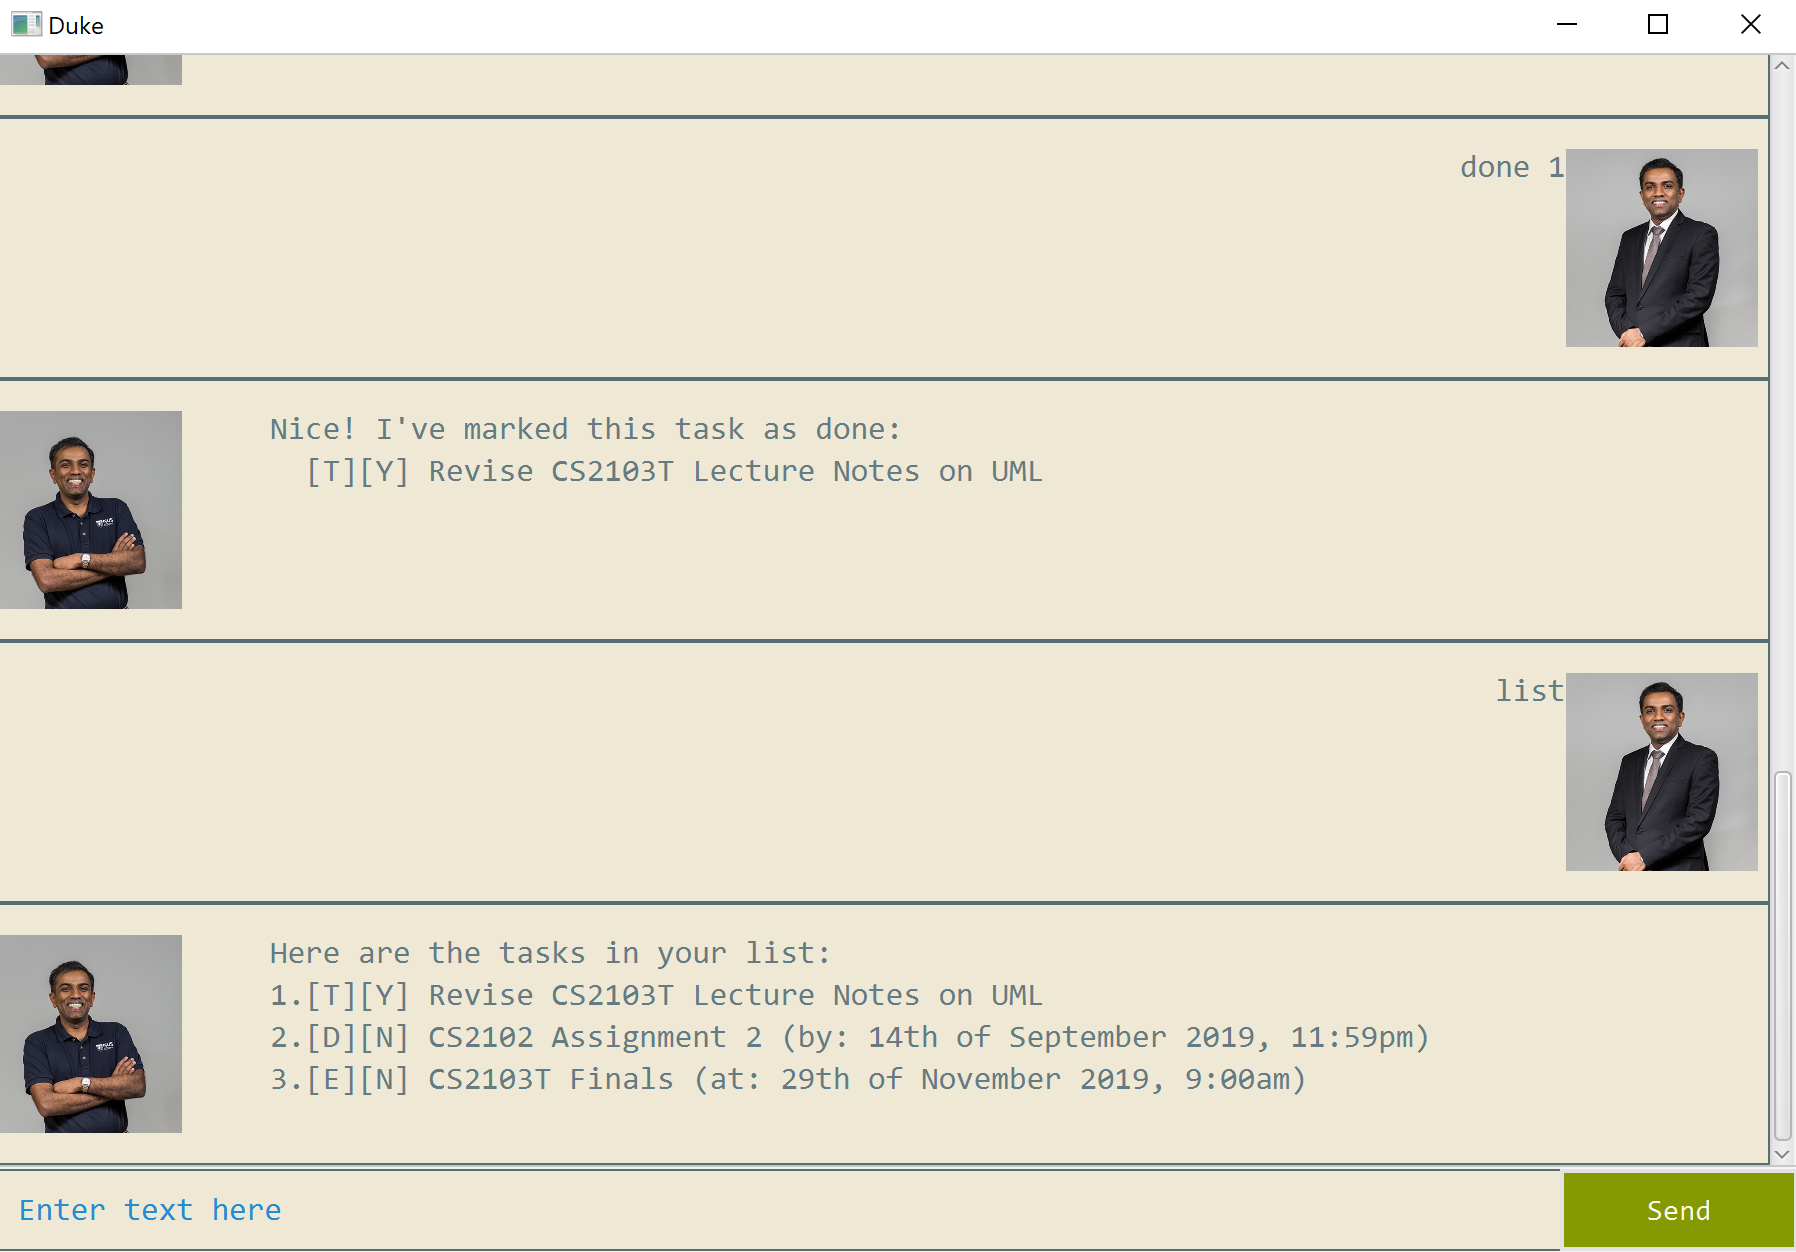 Duke
done 1
Nice! I've marked this task as done:
[T][Y] Revise CS2103T Lecture Notes on UML
list
Here are the tasks in your list:
1.[T][Y] Revise CS2103T Lecture Notes on UML
2.[D][N] CS2102 Assignment 2 (by: 14th of September 2019, 11:59pm)
3.[E][N] CS2103T Finals (at: 29th of November 2019, 9:00am)
Enter text here
Send